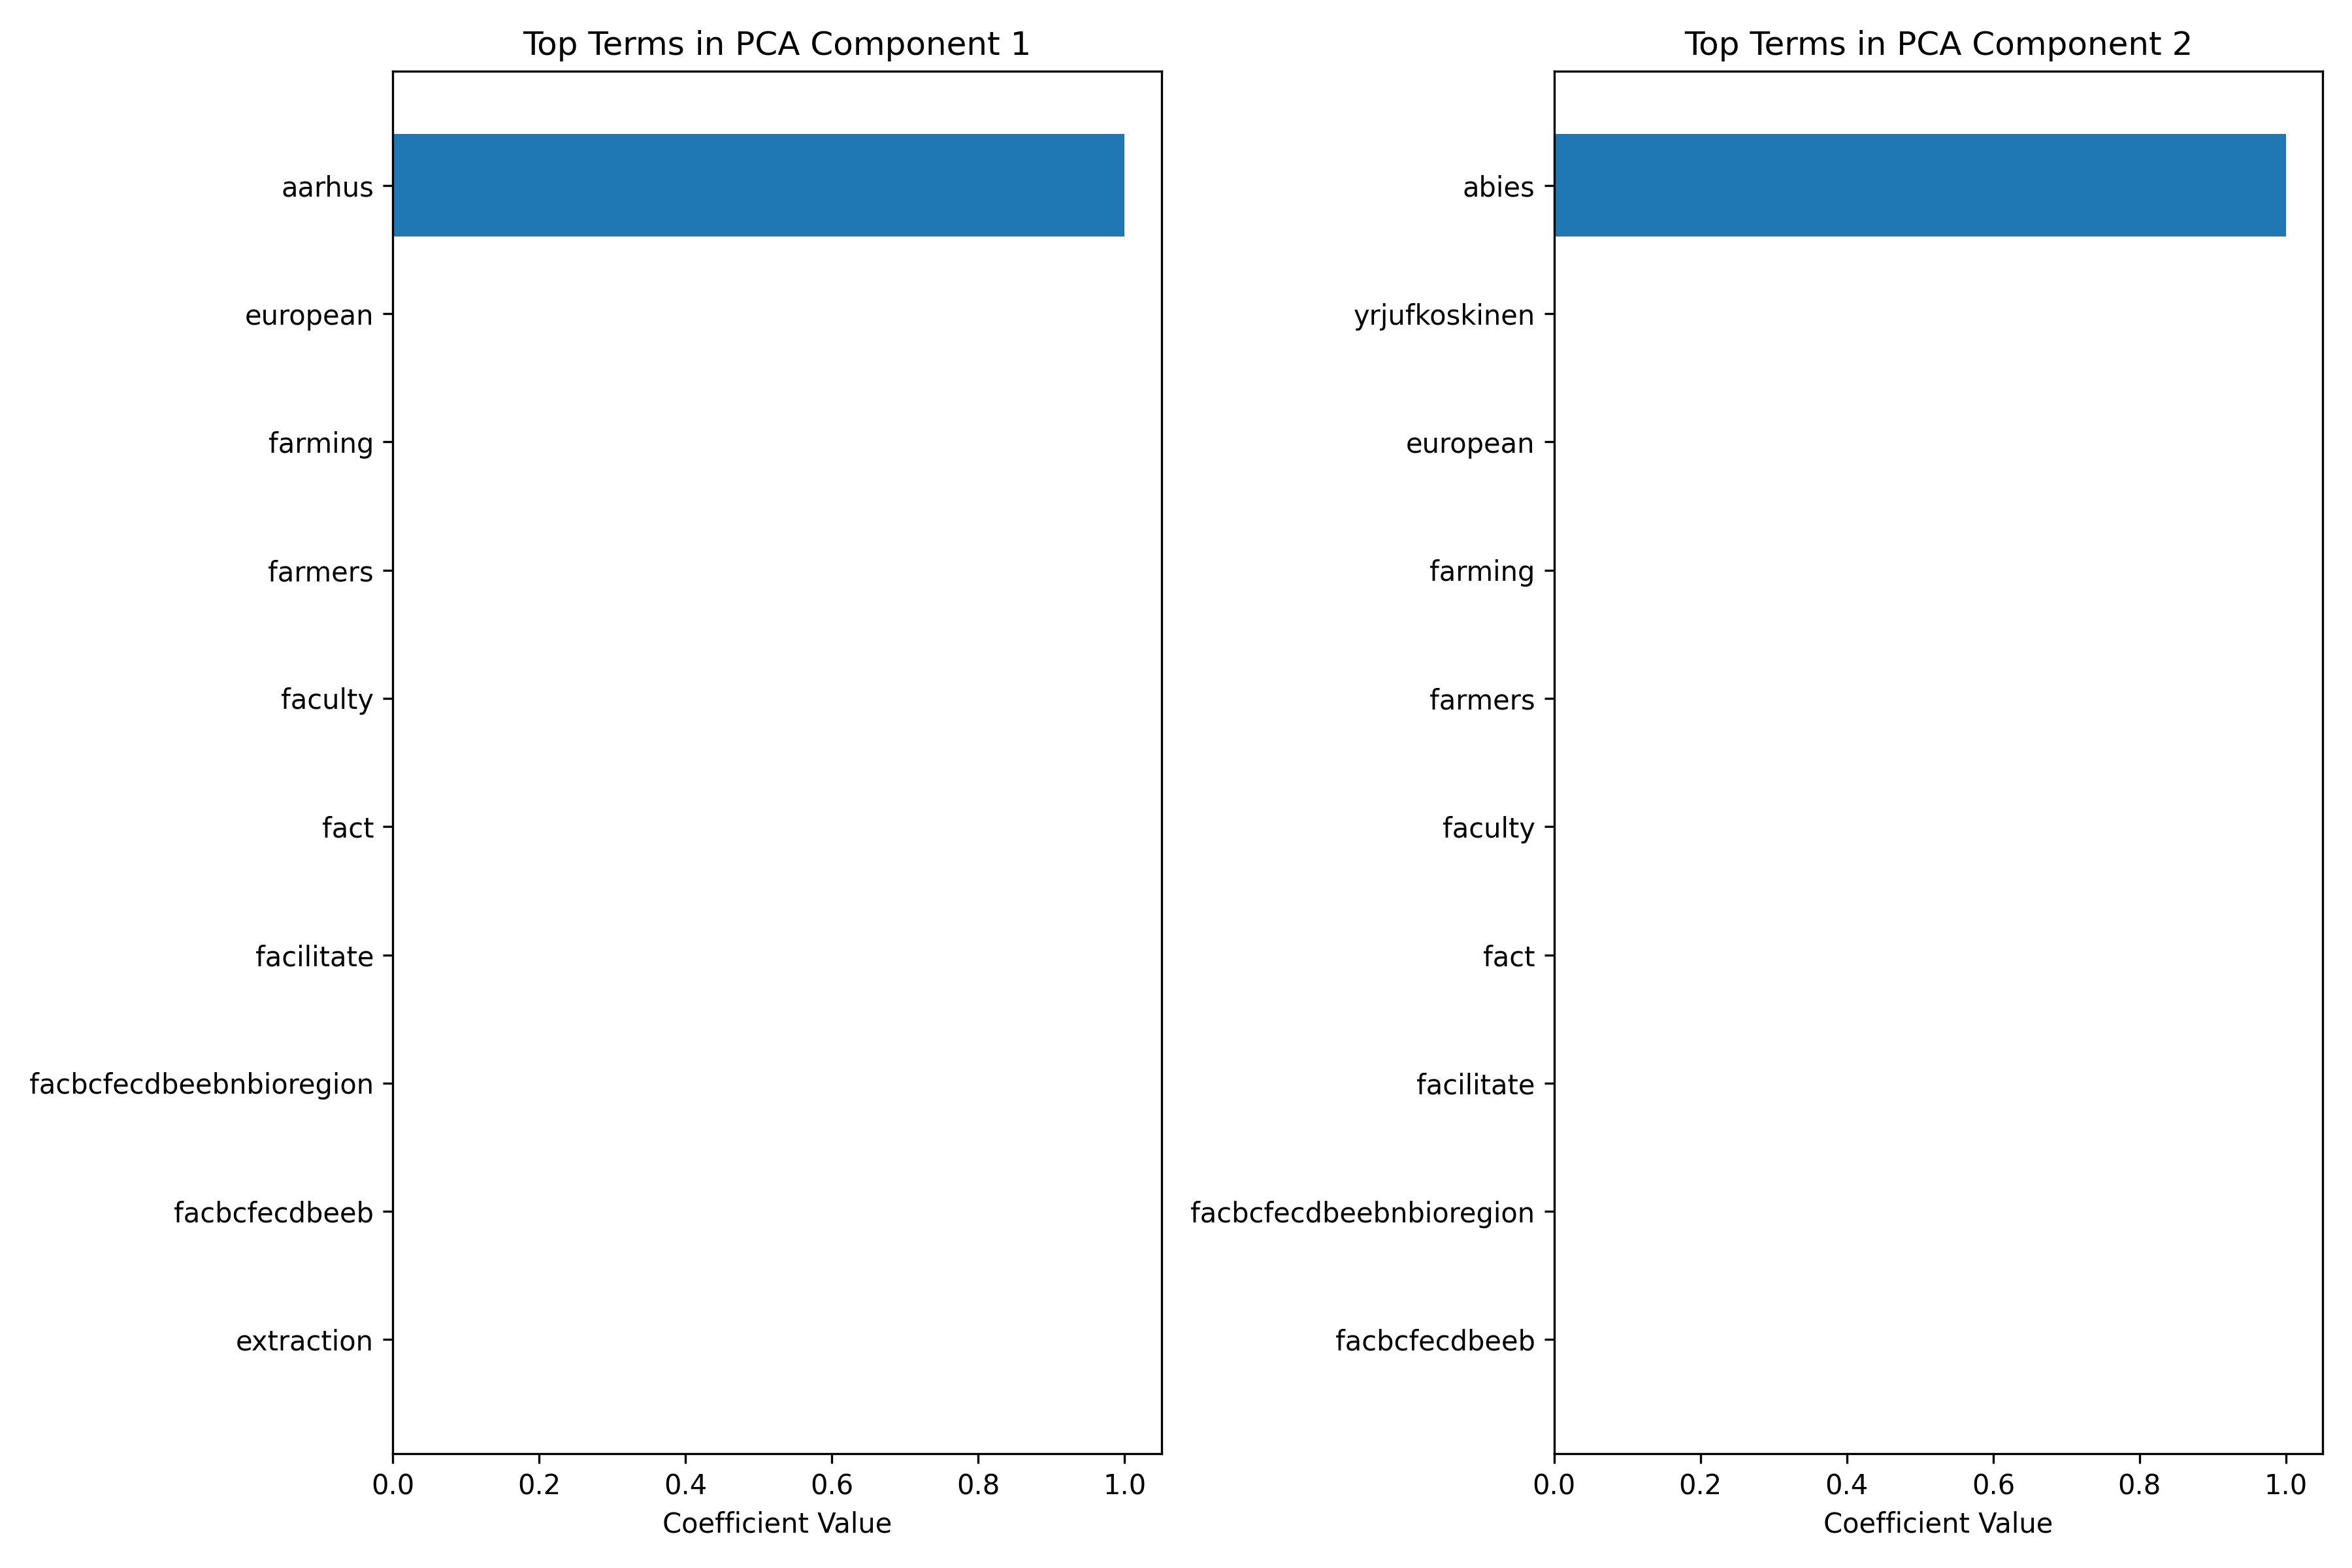 Top Terms in PCA Component 1
aarhus
european
farming
farmers
faculty
fact
facilitate
facbcfecdbeebnbioregion
facbcfecdbeeb
extraction
0.0 0.2 0.4 0.6 0.8 1.0
Coefficient Value
Top Terms in PCA Component 2
abies
yrjufkoskinen
european
farming
farmers
faculty
fact
facilitate
facbcfecdbeebnbioregion
facbcfecdbeeb
0.0 0.2 0.4 0.6 0.8 1.0
Coefficient Value